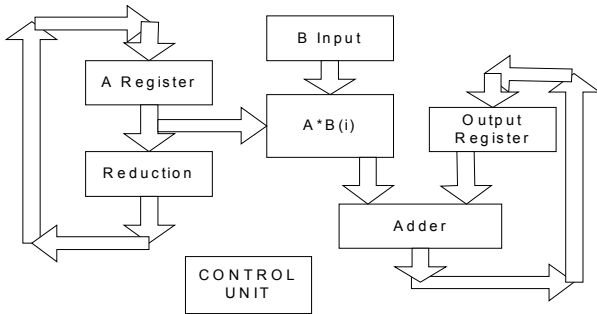 B Input
A Register
A*B(i)
Output
Register
Reduction
Adder
CONTROL
UNIT